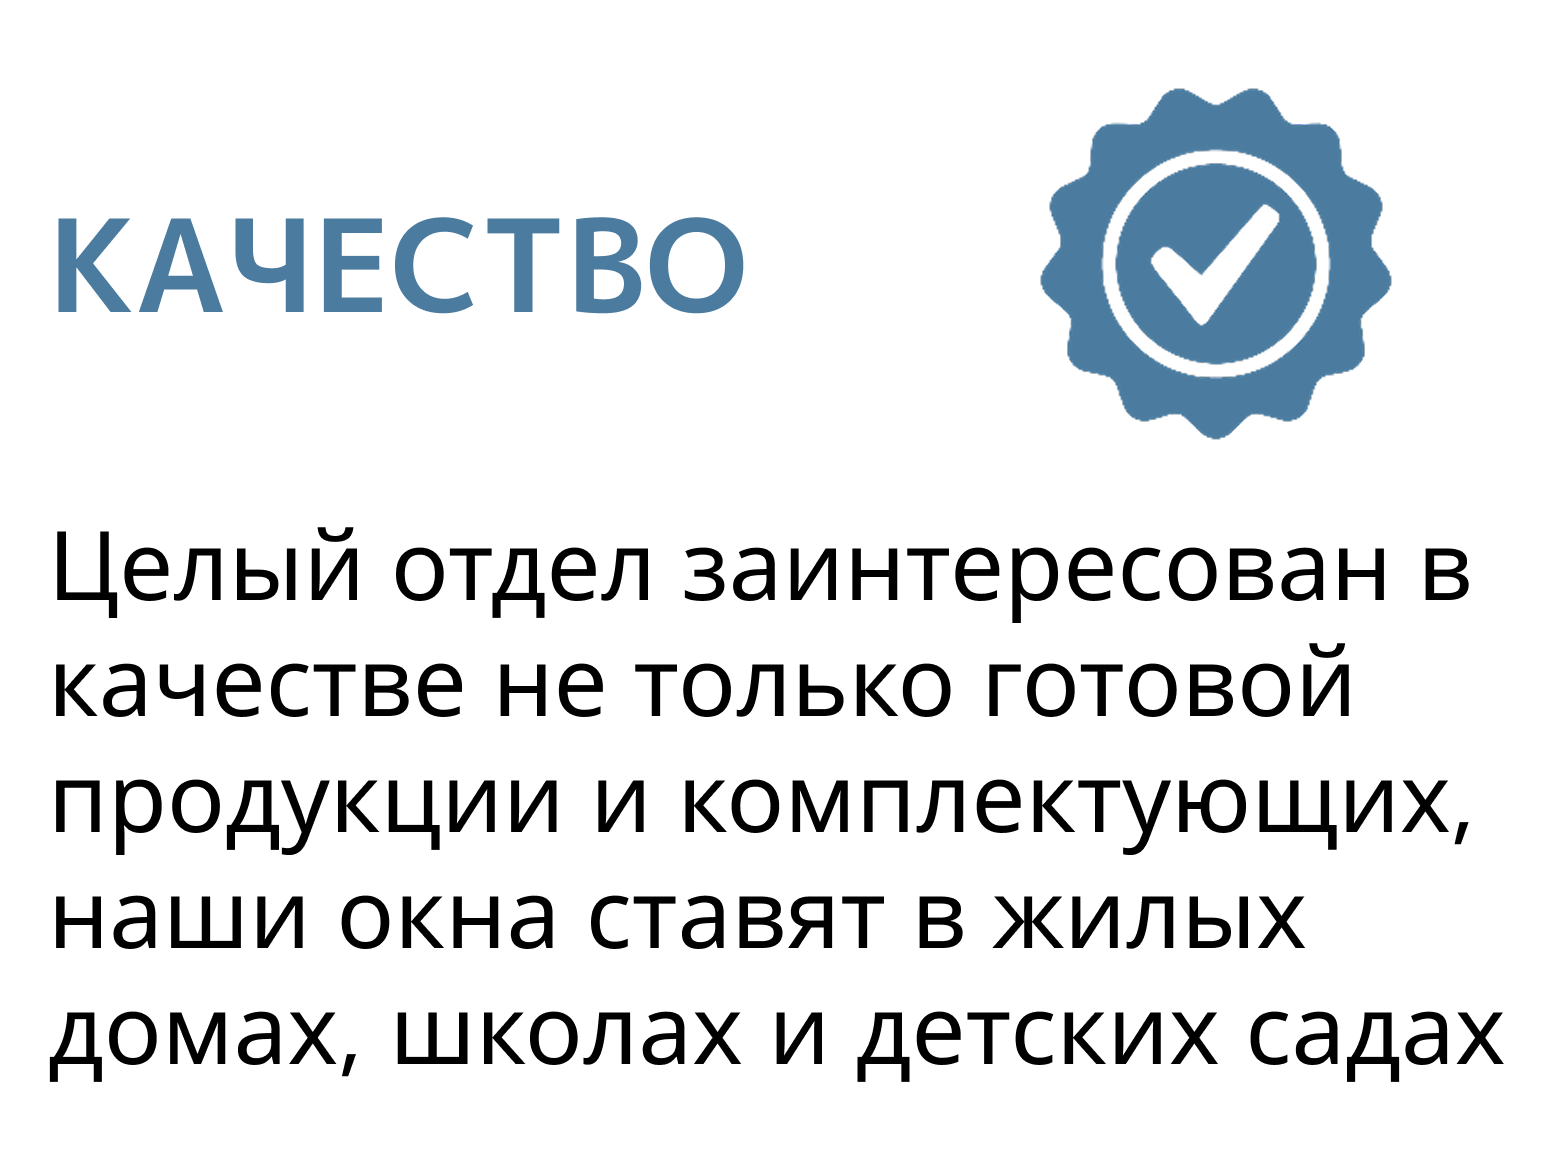 КАЧЕСТВО
Целый отдел заинтересован в
качестве не только готовой
продукции и комплектующих,
наши окна ставят в жилых
домах, школах и детских садах